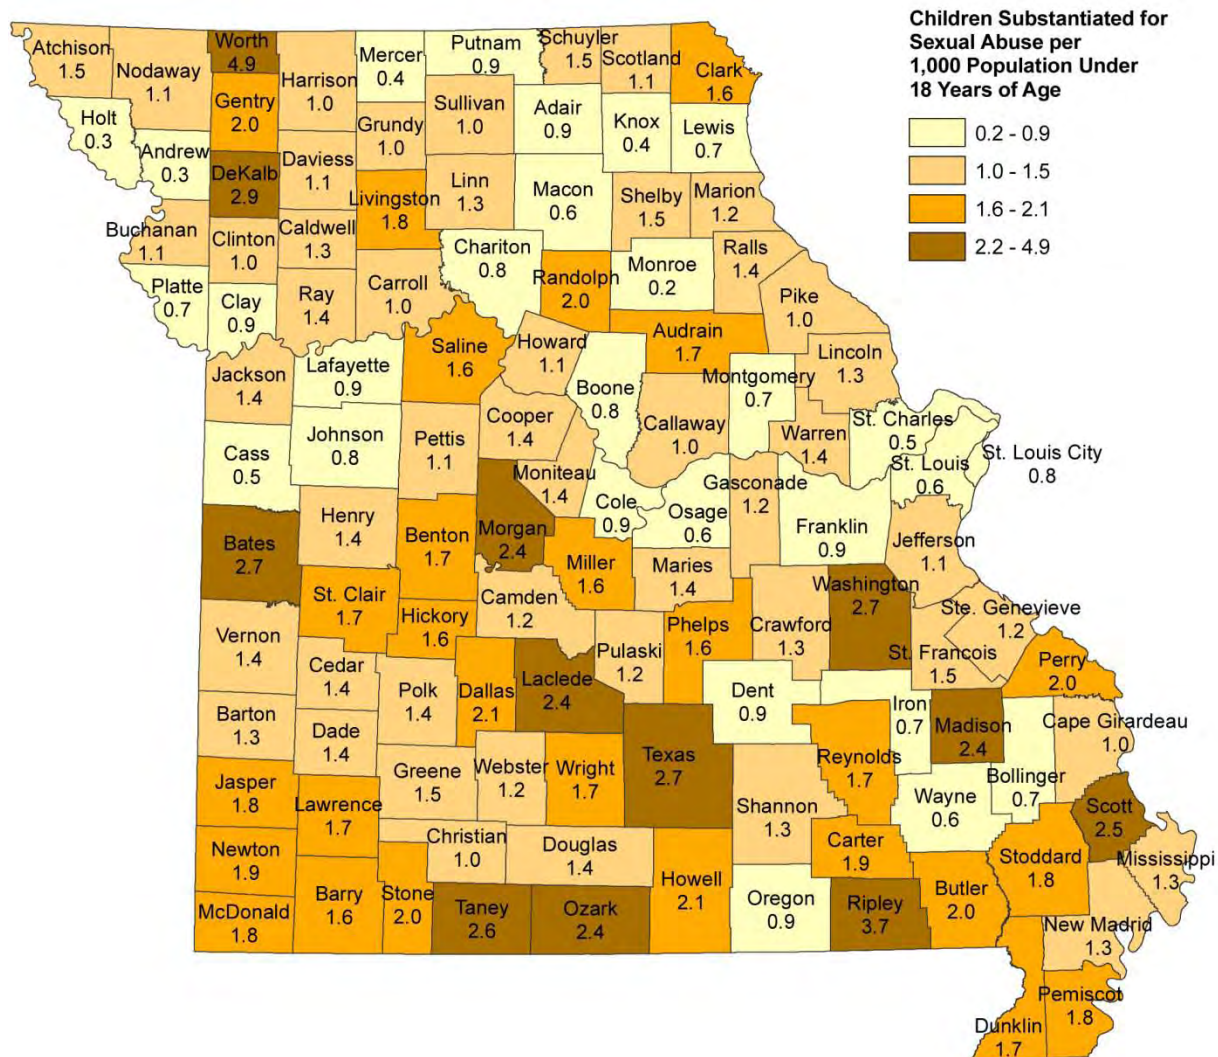 Children Substantiated for
Sexual Abuse per
1,000 Population Under
18 Years of Age
0.2 - 0.9
1.0 - 1.5
1.6 - 2.1
2.2 - 4.9
Atchison
1.5
Nodaway
1.1
Worth
4.9
Harrison
1.0
Mercer
0.4
Putnam
0.9
Schuyler
1.5
Scotland
1.1
Clark
1.6
Holt
0.3
Andrew
0.3
Gentry
2.0
DeKalb
2.9
Daviess
1.1
Grundy
1.0
Sullivan
1.0
Adair
0.9
Knox
0.4
Lewis
0.7
Livingston
1.8
Linn
1.3
Macon
0.6
Shelby
1.5
Marion
1.2
Buchanan
1.1
Clinton
1.0
Caldwell
1.3
Chariton
0.8
Randolph
2.0
Monroe
0.2
Ralls
1.4
Platte
0.7
Clay
0.9
Ray
1.4
Carroll
1.0
Pike
1.0
Audrain
1.7
Saline
1.6
Howard
1.1
Lafayette
0.9
Jackson
1.4
Boone
0.8
Montgomery
0.7
Lincoln
1.3
Cooper
1.4
Callaway
1.0
Warren
1.4
St. Charles
0.5
St. Louis
0.6
St. Louis City
0.8
Cass
0.5
Johnson
0.8
Pettis
1.1
Moniteau
1.4
Cole
0.9
Osage
0.6
Gasconade
1.2
Franklin
0.9
Jefferson
1.1
Bates
2.7
Henry
1.4
Benton
1.7
Morgan
2.4
Miller
1.6
Maries
1.4
St. Clair
1.7
Hickory
1.6
Camden
1.2
Pulaski
1.2
Phelps
1.6
Crawford
1.3
Washington
2.7
Ste. Genevieve
1.2
St. Francois
1.5
Perry
2.0
Vernon
1.4
Cedar
1.4
Polk
1.4
Dallas
2.1
Laclede
2.4
Dent
0.9
Iron
0.7
Madison
2.4
Cape Girardeau
1.0
Barton
1.3
Dade
1.4
Greene
1.5
Webster
1.2
Wright
1.7
Texas
2.7
Reynolds
1.7
Bollinger
0.7
Wayne
0.6
Scott
2.5
Jasper
1.8
Lawrence
1.7
Christian
1.0
Douglas
1.4
Shannon
1.3
Carter
1.9
Stoddard
1.8
Mississippi
1.3
Newton
1.9
McDonald
1.8
Barry
1.6
Stone
2.0
Taney
2.6
Ozark
2.4
Howell
2.1
Oregon
0.9
Ripley
3.7
Butler
2.0
New Madrid
1.3
Pemiscot
1.8
Dunklin
1.7